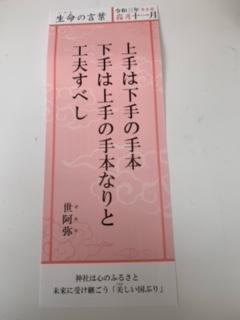 生命の言葉
令和三年
霜月 十一月
上手は下手の手本
下手は上手の手本なりと
工夫すべし
世阿弥
神社は心のふるさと
未来に受け継ごう「美しい国ぶり」